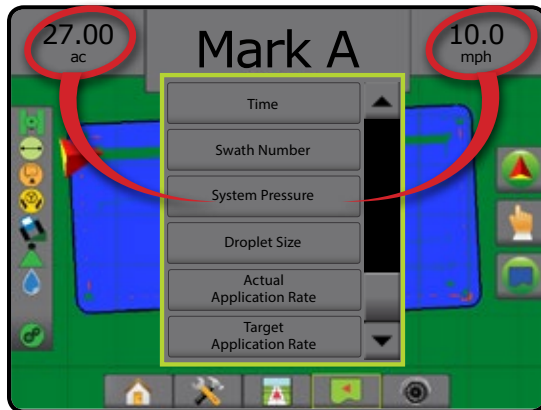 27.00
ac
Mark A
10.0
mph
Time
Swath Number
System Pressure
Droplet Size
Actual
Application Rate
Target
Application Rate